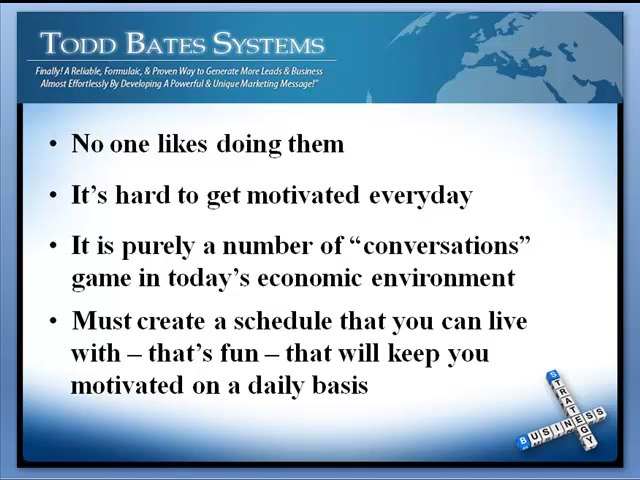 TODD BATES SYSTEMS
Finally! A Reliable, Formulaic, & Proven Way to Generate More Leads & Business
Almost Effortlessly By Developing A Powerful & Unique Marketing Message!"
• No one likes doing them
• It's hard to get motivated everyday
• It is purely a number of “conversations”
game in today's economic environment
• Must create a schedule that you can live
with – that's fun – that will keep you
motivated on a daily basis
STRATEGY
BUSINESS